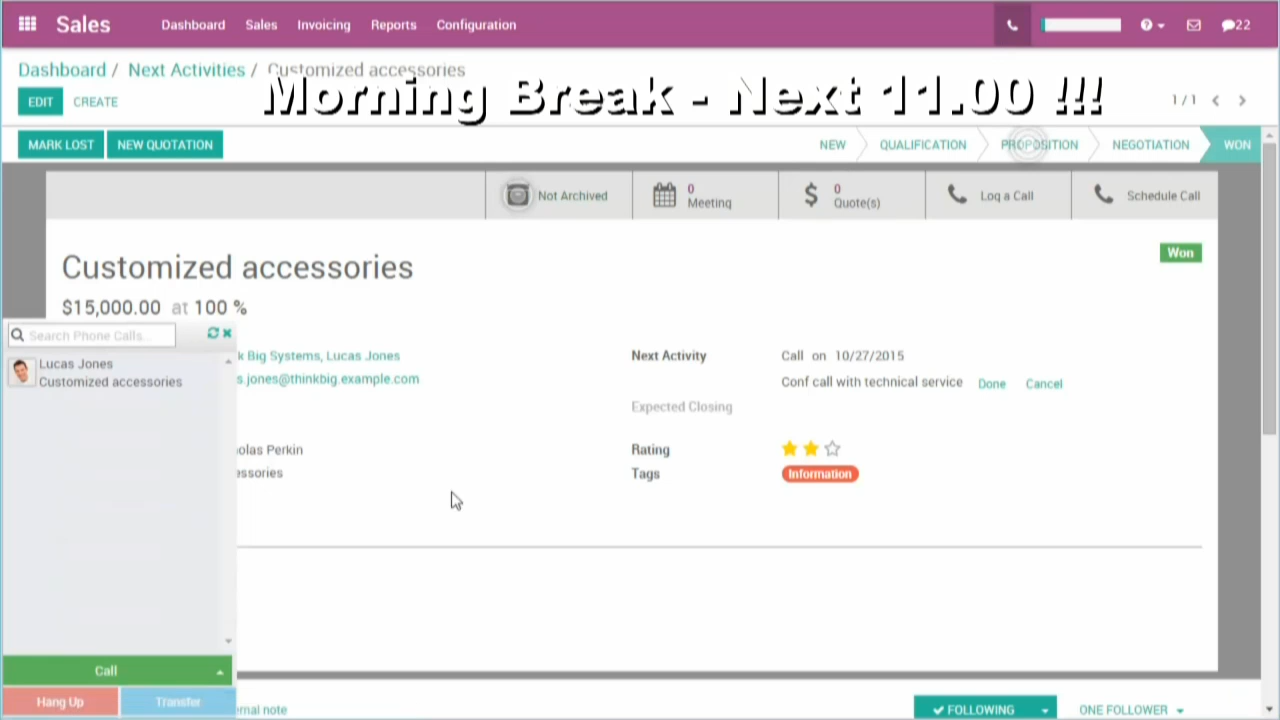 Sales Dashboard Sales Invoicing Reports Configuration 22
Dashboard / Next Activities / Customized accessories
Morning Break - Next 11.00 !!!
EDIT CREATE 1/1
MARK LOST NEW QUOTATION NEW QUALIFICATION PROPOSITION NEGOTIATION WON
Not Archived 0 Meeting $ 0 Quote(s) Log a Call Schedule Call
Customized accessories Won
$15,000.00 at 100 %
Search Phone Calls...
Lucas Jones
Customized accessories
k Big Systems, Lucas Jones Next Activity Call on 10/27/2015
s.jones@thinkbig.example.com Conf call with technical service Done Cancel
Expected Closing
olas Perkin Rating
essories Tags Information
Call
Hang Up Transfer
rnal note FOLLOWING ONE FOLLOWER